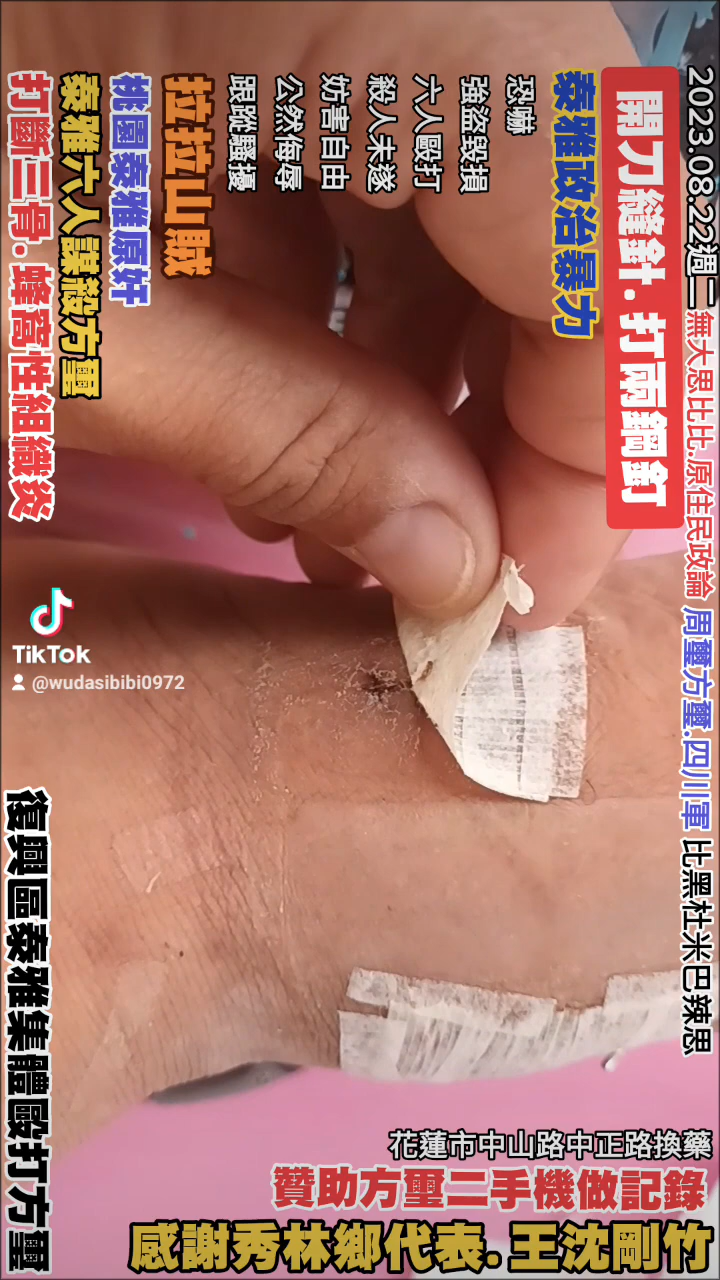 2023.08.22週二 無大思比比.原住民政論 周璽方璽.四川軍 比黑杜米巴辣思
開刀縫針.打兩鋼釘
泰雅政治暴力
恐嚇
強盜毀損
六人毆打
殺人未遂
妨害自由
公然侮辱
跟蹤騷擾
拉拉山賊
桃園泰雅原奸
泰雅六人謀殺方璽
打斷三骨.蜂窩性組織炎
TikTok
@wudasibibi0972
復興區泰雅集體毆打方璽
花蓮市中山路中正路換藥
贊助方璽二手機做記錄
感謝秀林鄉代表.王沈剛竹